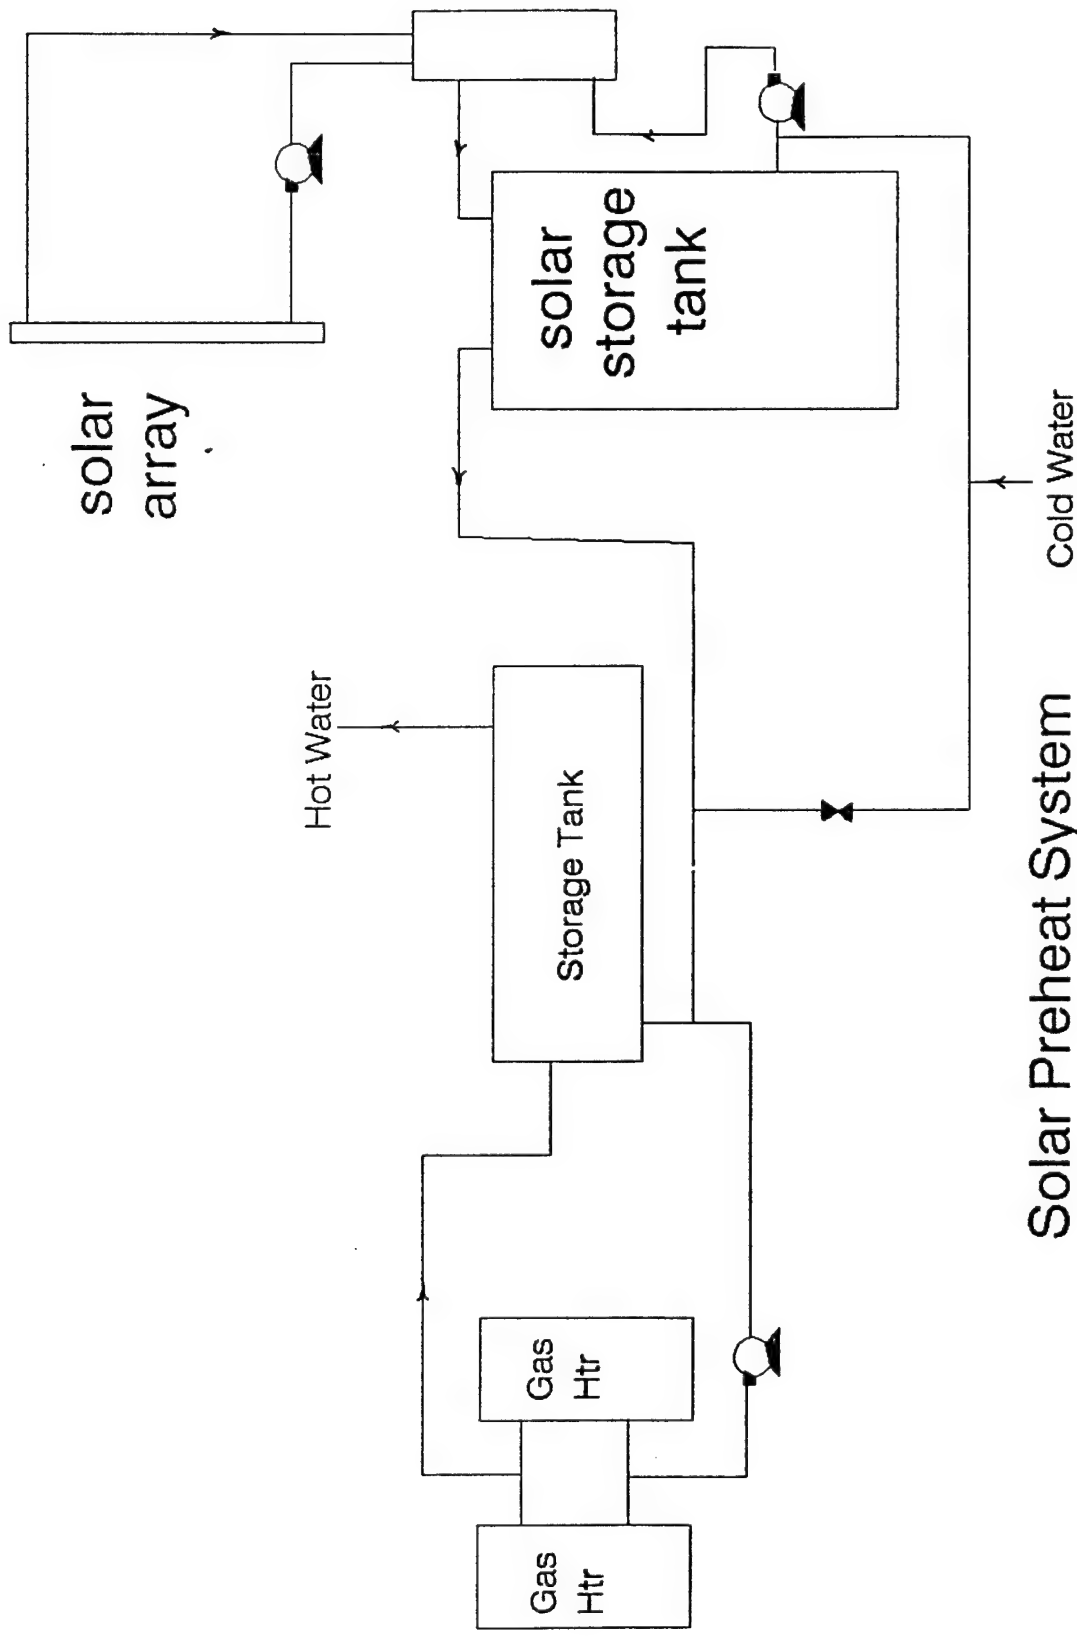 solar
array
solar
storage
tank
Hot Water
Storage Tank
Gas
Htr
Gas
Htr
Cold Water
Solar Preheat System